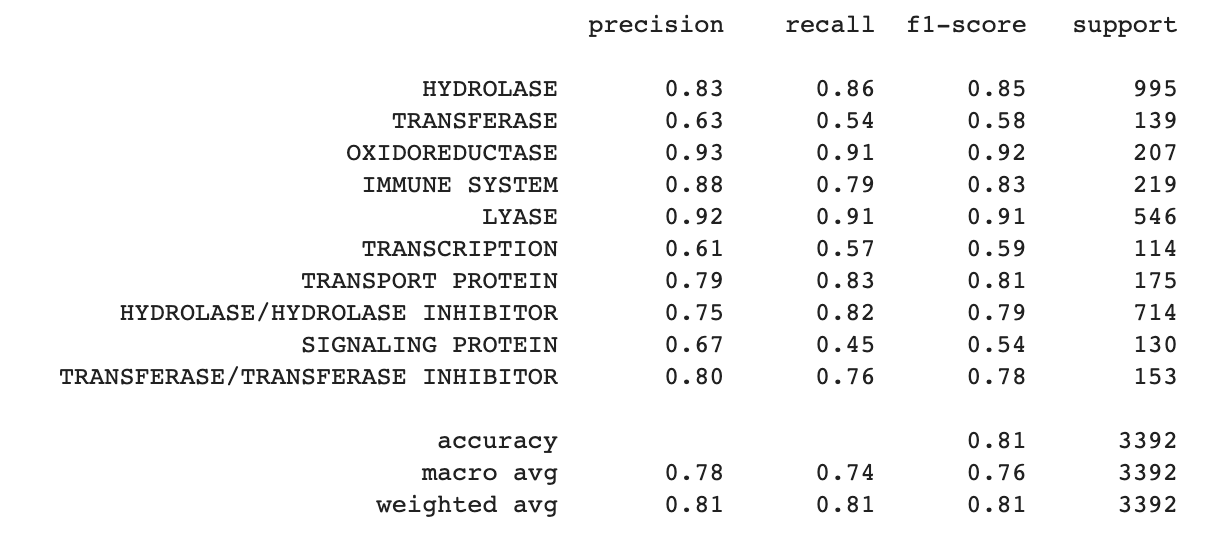 precision recall f1-score support
HYDROLASE 0.83 0.86 0.85 995
TRANSFERASE 0.63 0.54 0.58 139
OXIDOREDUCTASE 0.93 0.91 0.92 207
IMMUNE SYSTEM 0.88 0.79 0.83 219
LYASE 0.92 0.91 0.91 546
TRANSCRIPTION 0.61 0.57 0.59 114
TRANSPORT PROTEIN 0.79 0.83 0.81 175
HYDROLASE/HYDROLASE INHIBITOR 0.75 0.82 0.79 714
SIGNALING PROTEIN 0.67 0.45 0.54 130
TRANSFERASE/TRANSFERASE INHIBITOR 0.80 0.76 0.78 153
accuracy 0.81 3392
macro avg 0.78 0.74 0.76 3392
weighted avg 0.81 0.81 0.81 3392